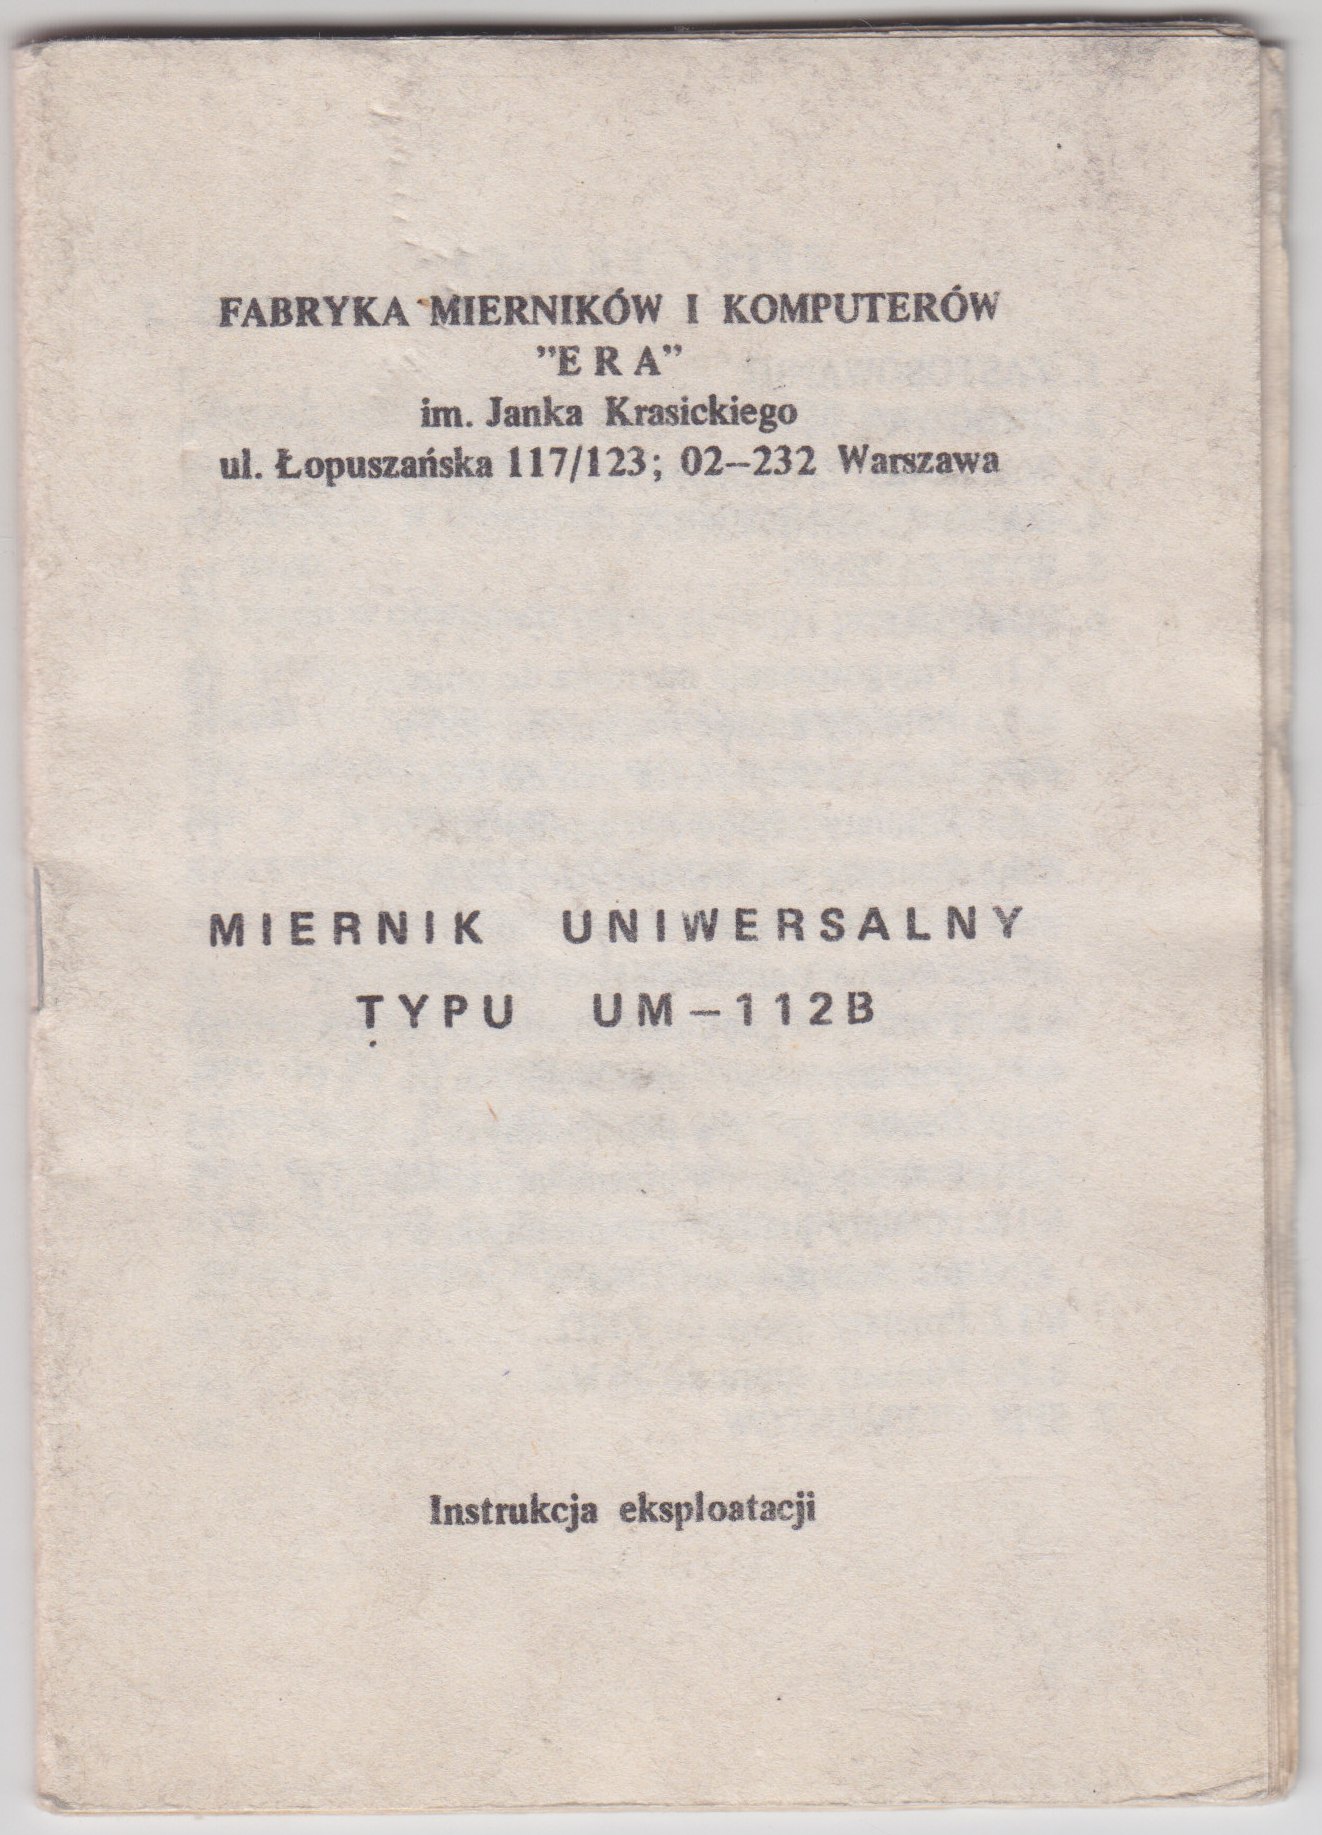 FABRYKA MIERNIKÓW I KOMPUTERÓW
”E R A”
im. Janka Krasickiego
ul. Łopuszańska 117/123; 02–232 Warszawa
MIERNIK UNIWERSALNY
TYPU UM–112B
Instrukcja eksploatacji